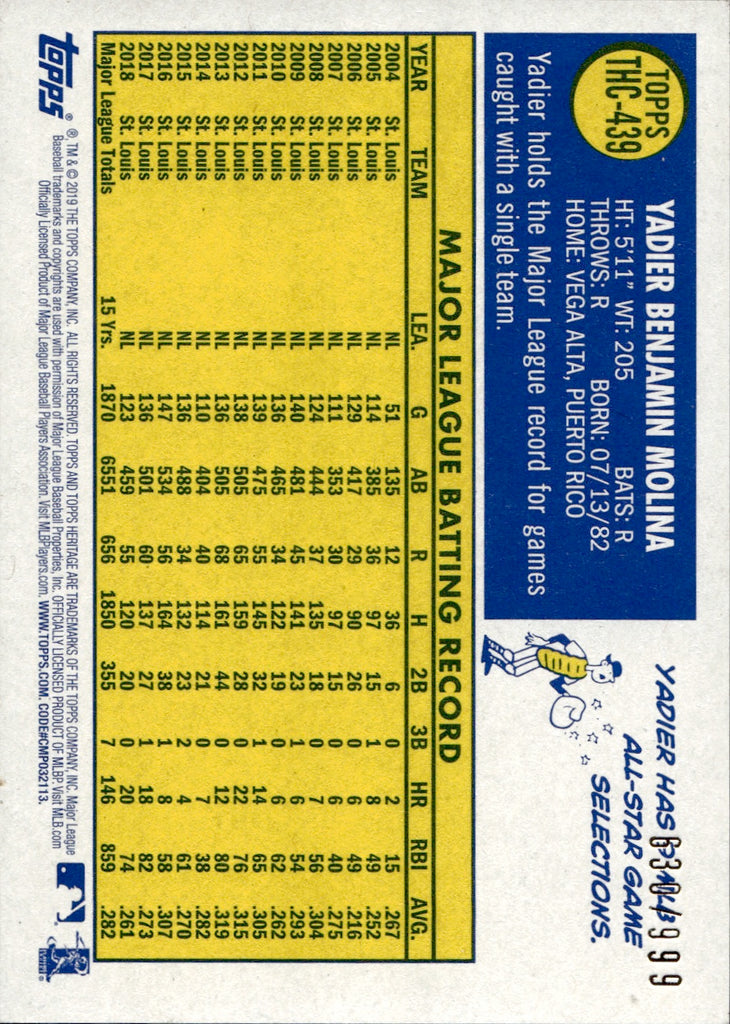 TOPPS
THC-439
YADIER BENJAMIN MOLINA
HT: 5'11" WT: 205 BATS: R
THROWS: R BORN: 07/13/82
HOME: VEGA ALTA, PUERTO RICO
Yadier holds the Major League record for games
caught with a single team.
YADIER HAS MLB
ALL-STAR GAME
SELECTIONS.
/999
MAJOR LEAGUE BATTING RECORD
YEAR TEAM LEA. G AB R H 2B 3B HR RBI AVG.
2004 St. Louis NL 51 135 12 36 6 0 2 15 .267
2005 St. Louis NL 114 385 36 97 15 1 8 49 .252
2006 St. Louis NL 129 417 29 90 26 0 6 49 .216
2007 St. Louis NL 111 353 30 97 15 0 6 40 .275
2008 St. Louis NL 124 444 37 135 18 0 7 56 .304
2009 St. Louis NL 140 481 45 141 23 1 6 54 .293
2010 St. Louis NL 136 465 34 122 19 0 6 62 .262
2011 St. Louis NL 139 475 55 145 32 1 14 65 .305
2012 St. Louis NL 138 505 65 159 28 0 22 76 .315
2013 St. Louis NL 136 505 68 161 44 0 12 80 .319
2014 St. Louis NL 110 404 40 114 21 0 7 38 .282
2015 St. Louis NL 136 488 34 132 23 2 4 61 .270
2016 St. Louis NL 147 534 56 164 38 1 8 58 .307
2017 St. Louis NL 136 501 60 137 27 1 18 82 .273
2018 St. Louis NL 123 459 55 120 20 0 20 74 .261
Major League Totals 15 Yrs. 1870 6551 656 1850 355 7 146 859 .282
topps®
®, TM & © 2019 THE TOPPS COMPANY, INC. ALL RIGHTS RESERVED. TOPPS AND TOPPS HERITAGE ARE TRADEMARKS OF THE TOPPS COMPANY, INC. Major League
Baseball trademarks and copyrights are used with permission of Major League Baseball Properties, Inc. OFFICIALLY LICENSED PRODUCT OF MLBP. Visit MLB.com
Officially Licensed Product of Major League Baseball Players Association. Visit MLBPlayers.com. WWW.TOPPS.COM. CODE#CMP032113.